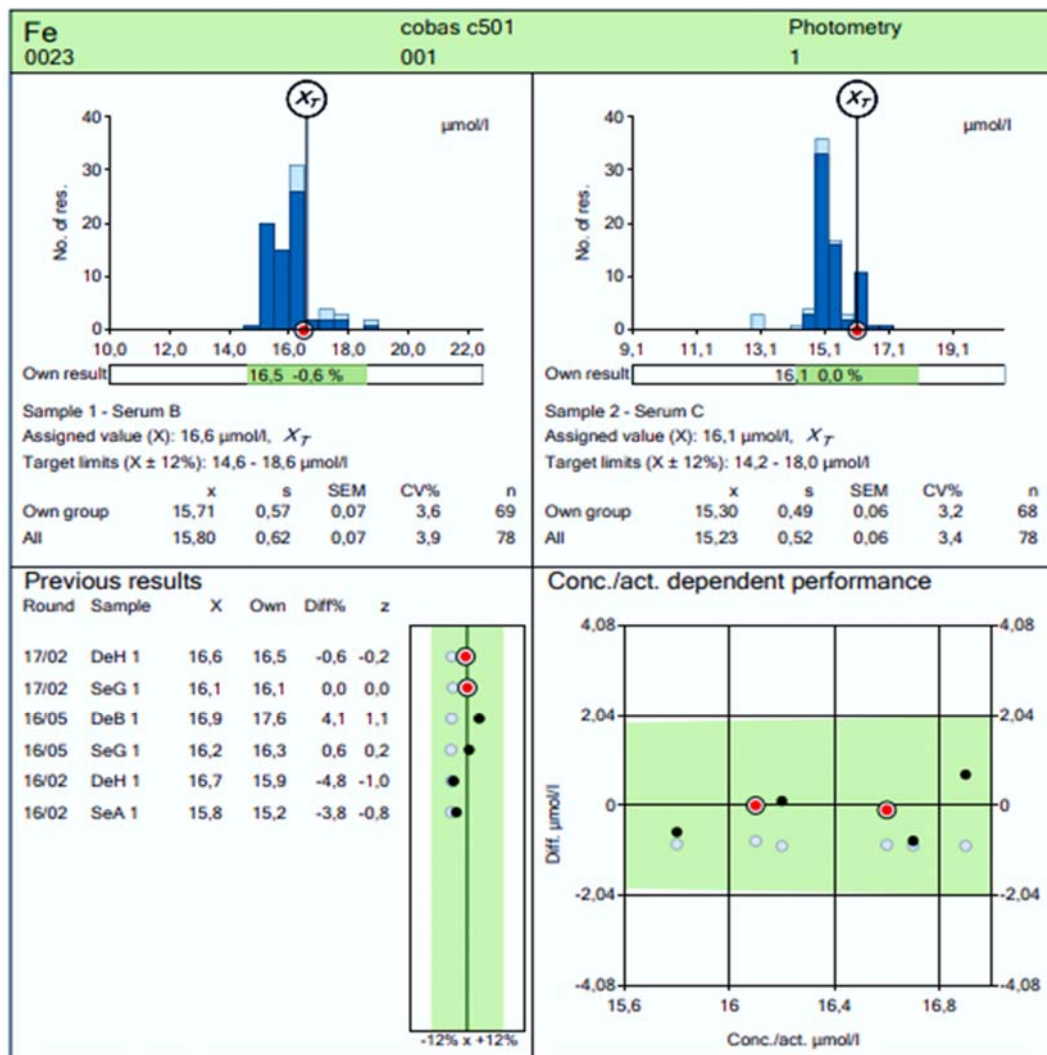 Fe cobas c501 Photometry
0023 001 1
X_T
40 µmol/l
30
20
10
0
No. of res.
10,0 12,0 14,0 16,0 18,0 20,0 22,0
Own result 16,5 -0,6 %
Sample 1 - Serum B
Assigned value (X): 16,6 µmol/l, X_T
Target limits (X ± 12%): 14,6 - 18,6 µmol/l
x s SEM CV% n
Own group 15,71 0,57 0,07 3,6 69
All 15,80 0,62 0,07 3,9 78
X_T
40 µmol/l
30
20
10
0
No. of res.
9,1 11,1 13,1 15,1 17,1 19,1
Own result 16,1 0,0 %
Sample 2 - Serum C
Assigned value (X): 16,1 µmol/l, X_T
Target limits (X ± 12%): 14,2 - 18,0 µmol/l
x s SEM CV% n
Own group 15,30 0,49 0,06 3,2 68
All 15,23 0,52 0,06 3,4 78
Previous results
Round Sample X Own Diff% z
17/02 DeH 1 16,6 16,5 -0,6 -0,2
17/02 SeG 1 16,1 16,1 0,0 0,0
16/05 DeB 1 16,9 17,6 4,1 1,1
16/05 SeG 1 16,2 16,3 0,6 0,2
16/02 DeH 1 16,7 15,9 -4,8 -1,0
16/02 SeA 1 15,8 15,2 -3,8 -0,8
-12% x +12%
Conc./act. dependent performance
4,08 4,08
2,04 2,04
0 0
-2,04 -2,04
-4,08 -4,08
Diff. µmol/l
15,6 16 16,4 16,8
Conc./act. µmol/l